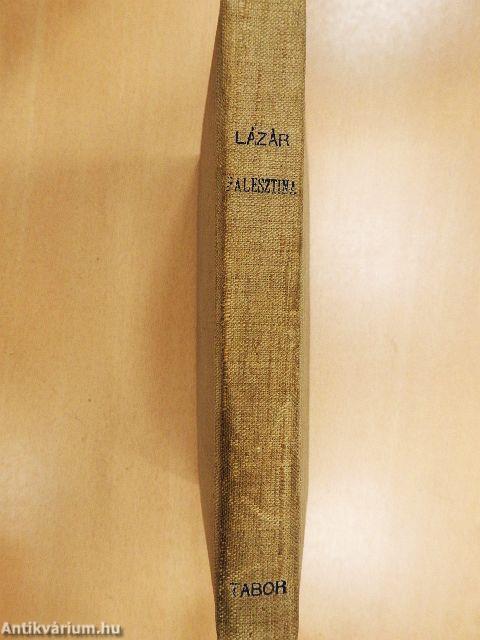 LÁZÁR
PALESZTINA
TABOR
Antikvárium.hu